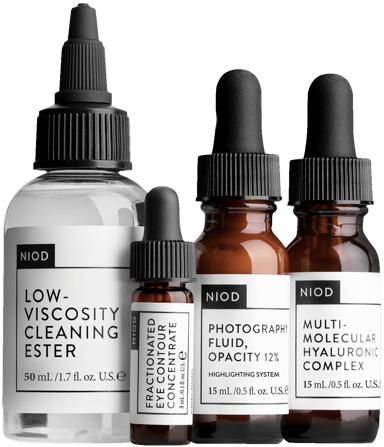 NIOD
LOW-
VISCOSITY
CLEANING
ESTER
50 mL/1.7 fl. oz. U.S.℮
NIOD
FRACTIONATED
EYE CONTOUR
CONCENTRATE
NIOD
PHOTOGRAPHY
FLUID,
OPACITY 12%
HIGHLIGHTING SYSTEM
15 mL/0.5 fl. oz. U.S.℮
NIOD
MULTI-
MOLECULAR
HYALURONIC
COMPLEX
15 mL/0.5 fl. oz. U.S.℮